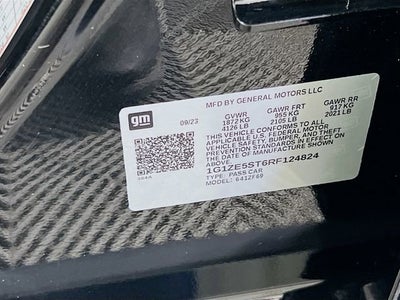 gm
MFD BY GENERAL MOTORS LLC
09/23
GVWR GAWR FRT GAWR RR
1872 KG 955 KG 917 KG
4126 LB 2105 LB 2021 LB
THIS VEHICLE CONFORMS TO ALL
APPLICABLE U.S. FEDERAL MOTOR
VEHICLE SAFETY, BUMPER, AND THEFT
PREVENTION STANDARDS IN EFFECT ON
THE DATE OF MANUFACTURE SHOWN
ABOVE.
1G1ZE5ST6RF124824
TYPE: PASS CAR
MODEL: 641ZF69